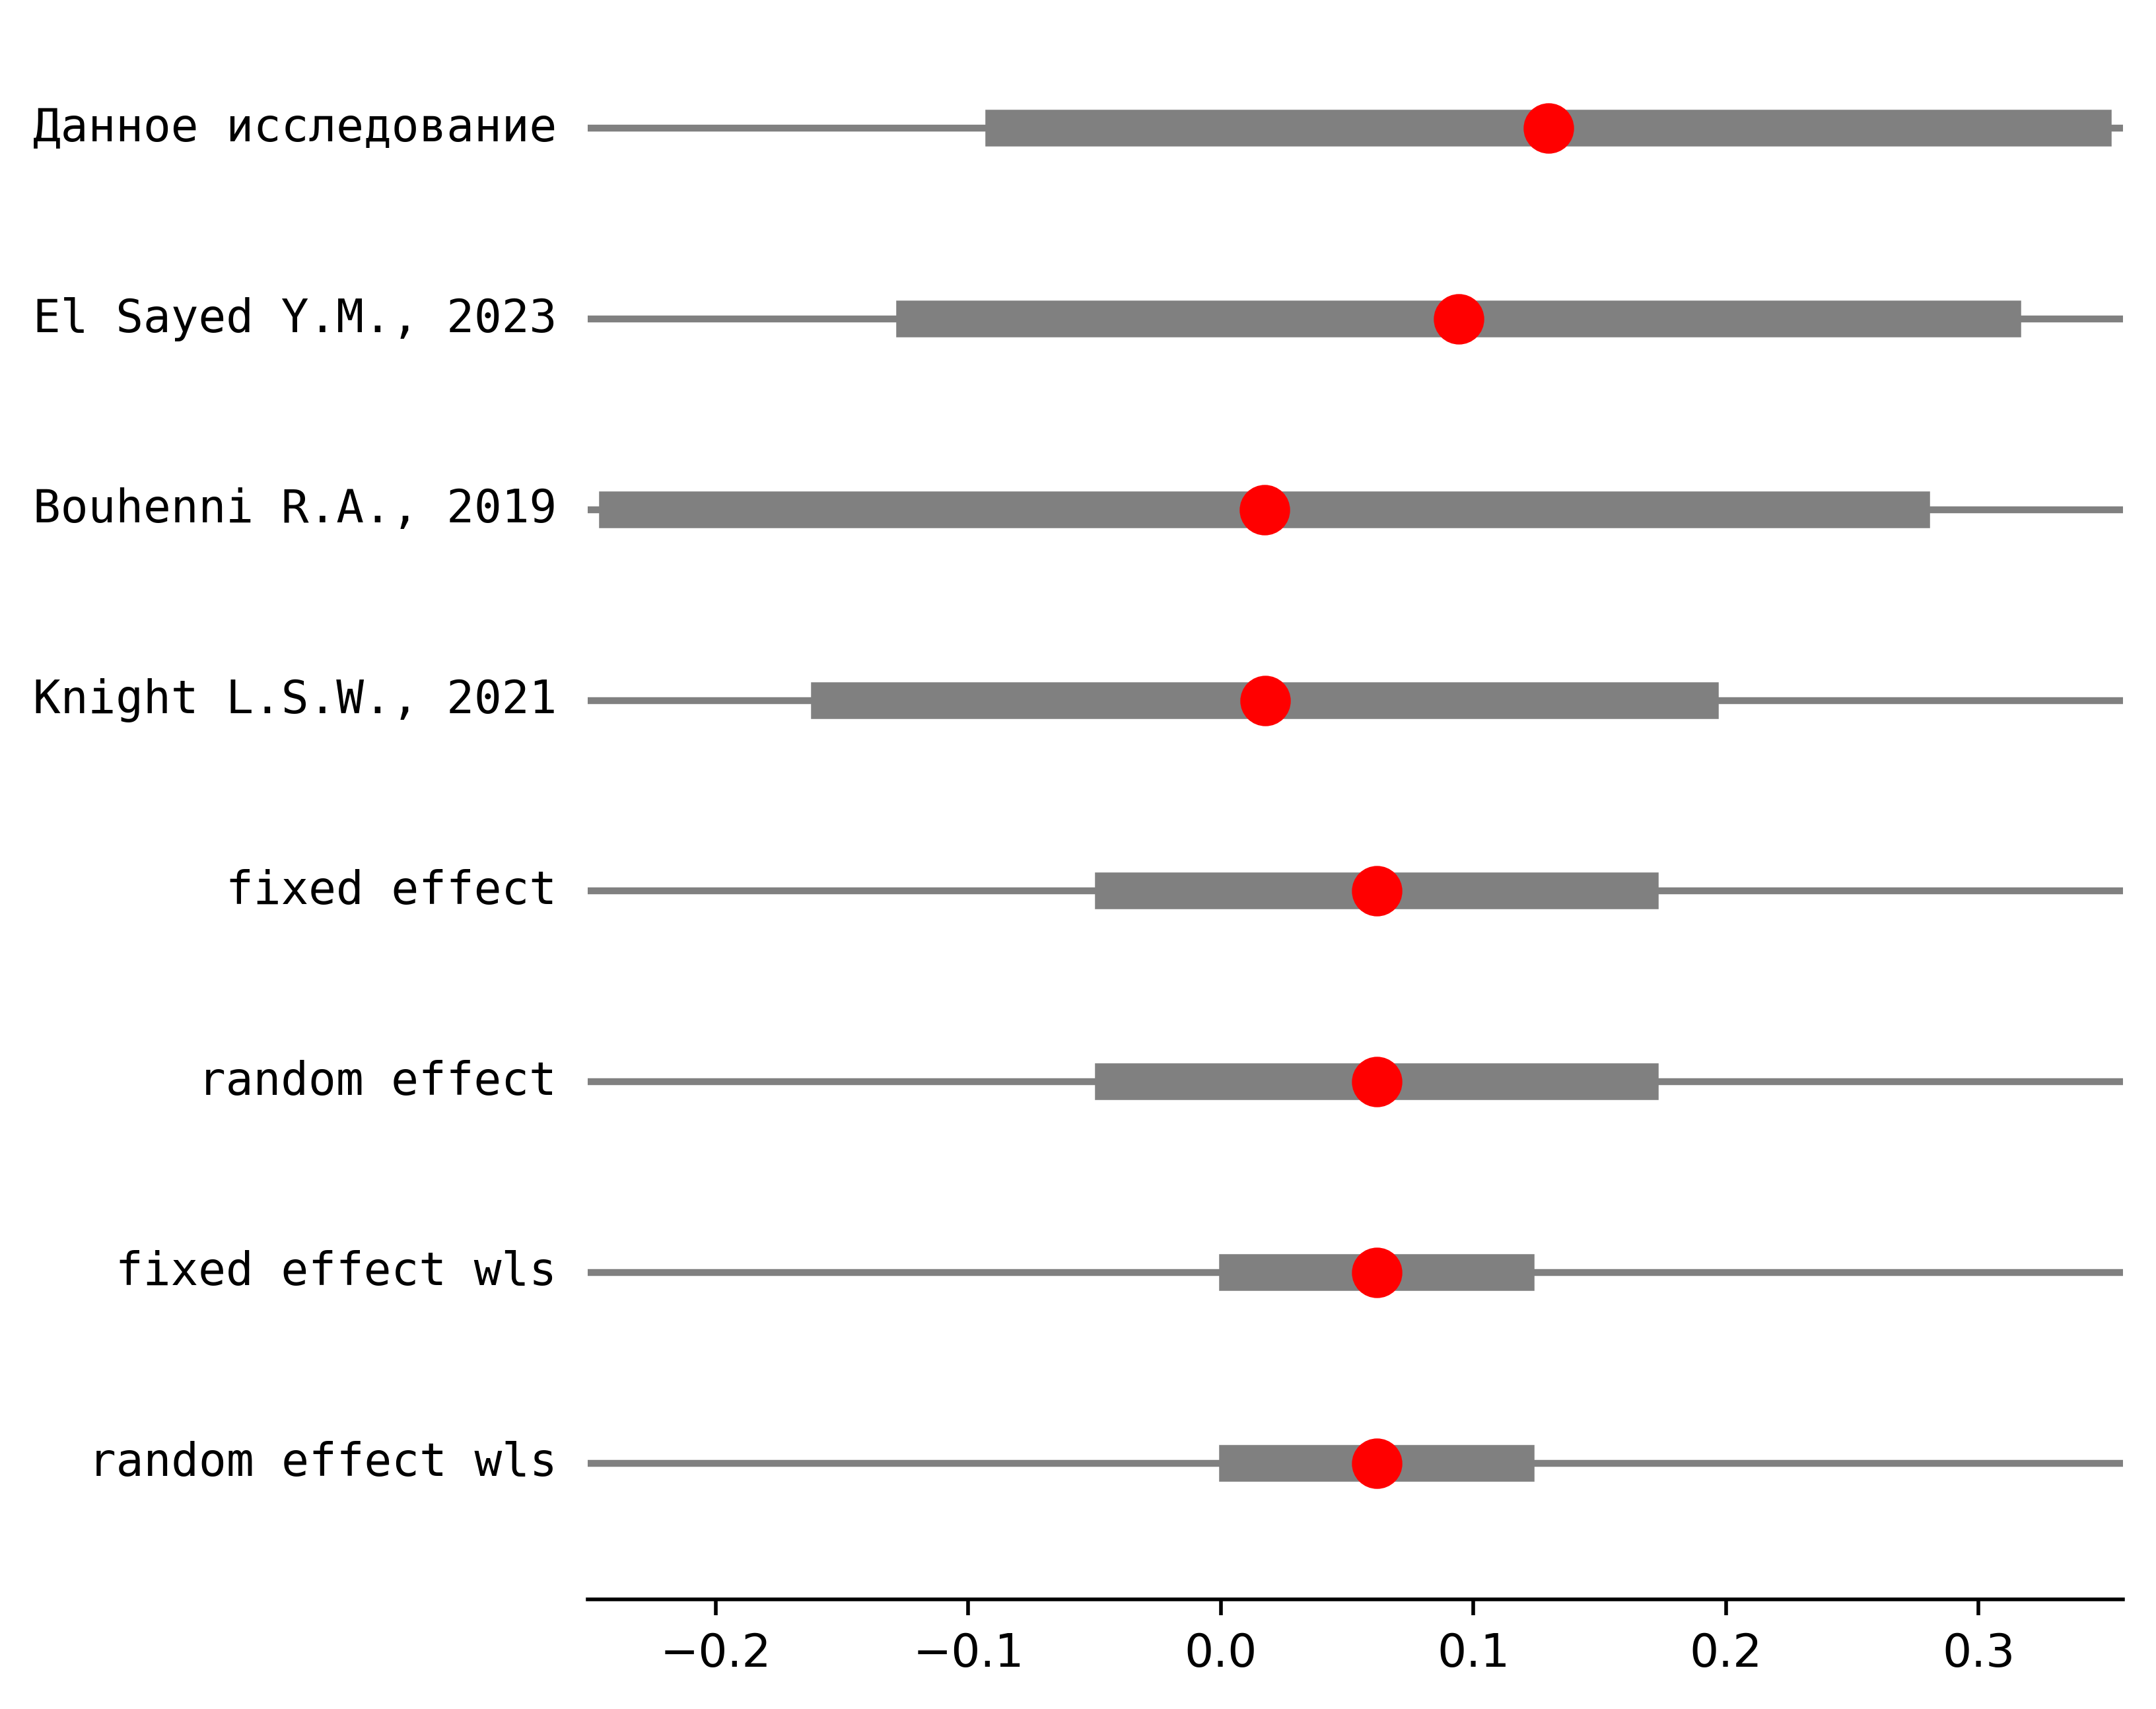 Данное исследование
El Sayed Y.M., 2023
Bouhenni R.A., 2019
Knight L.S.W., 2021
fixed effect
random effect
fixed effect wls
random effect wls
−0.2 −0.1 0.0 0.1 0.2 0.3